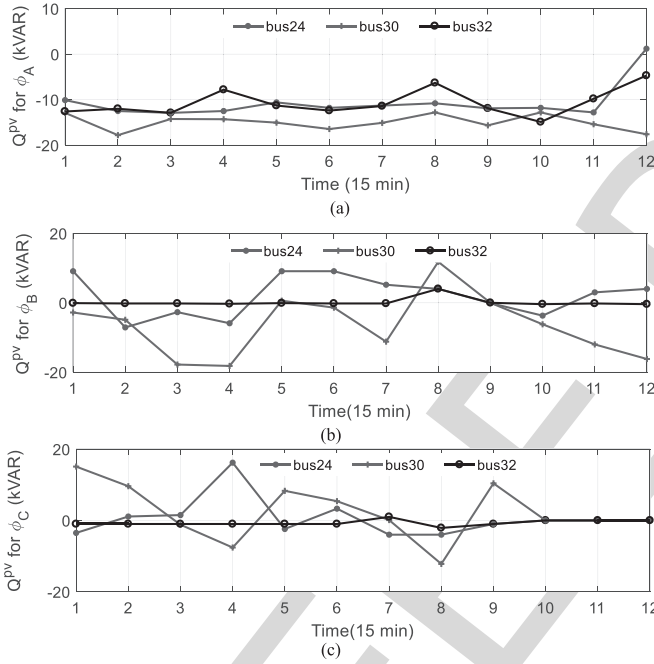 10
0
-10
-20
Q^pv for ϕ_A (kVAR)
bus24 bus30 bus32
1 2 3 4 5 6 7 8 9 10 11 12
Time (15 min)
(a)
20
0
-20
Q^pv for ϕ_B (kVAR)
bus24 bus30 bus32
1 2 3 4 5 6 7 8 9 10 11 12
Time(15 min)
(b)
20
0
-20
Q^pv for ϕ_C (kVAR)
bus24 bus30 bus32
1 2 3 4 5 6 7 8 9 10 11 12
Time(15 min)
(c)